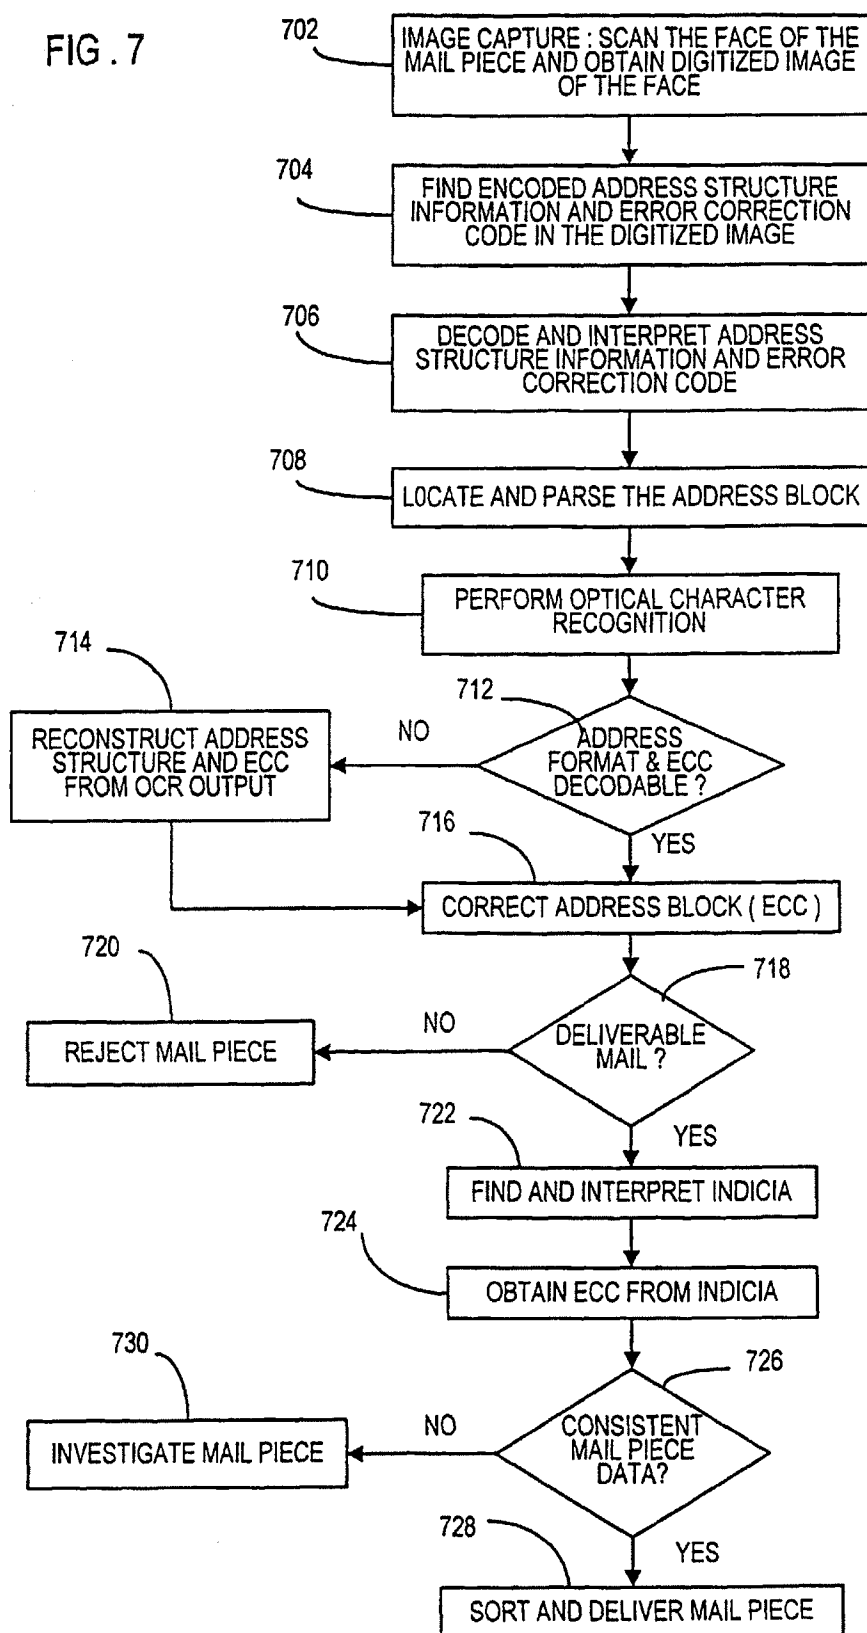 FIG. 7
702
IMAGE CAPTURE : SCAN THE FACE OF THE
MAIL PIECE AND OBTAIN DIGITIZED IMAGE
OF THE FACE
704
FIND ENCODED ADDRESS STRUCTURE
INFORMATION AND ERROR CORRECTION
CODE IN THE DIGITIZED IMAGE
706
DECODE AND INTERPRET ADDRESS
STRUCTURE INFORMATION AND ERROR
CORRECTION CODE
708
LOCATE AND PARSE THE ADDRESS BLOCK
710
PERFORM OPTICAL CHARACTER
RECOGNITION
712
ADDRESS
FORMAT & ECC
DECODABLE ?
NO
714
RECONSTRUCT ADDRESS
STRUCTURE AND ECC
FROM OCR OUTPUT
YES
716
CORRECT ADDRESS BLOCK ( ECC )
718
DELIVERABLE
MAIL ?
NO
720
REJECT MAIL PIECE
YES
722
FIND AND INTERPRET INDICIA
724
OBTAIN ECC FROM INDICIA
726
CONSISTENT
MAIL PIECE
DATA?
NO
730
INVESTIGATE MAIL PIECE
YES
728
SORT AND DELIVER MAIL PIECE